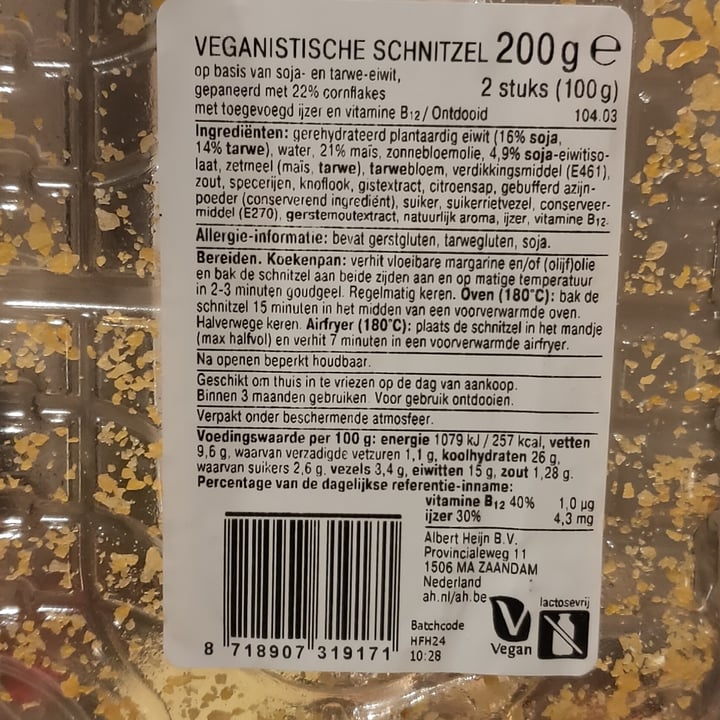 VEGANISTISCHE SCHNITZEL 200 g ℮
op basis van soja- en tarwe-eiwit,
gepaneerd met 22% cornflakes
2 stuks (100g)
met toegevoegd ijzer en vitamine B12/ Ontdooid
104.03
Ingrediënten: gerehydrateerd plantaardig eiwit (16% soja,
14% tarwe), water, 21% maïs, zonnebloemolie, 4,9% soja-eiwitiso-
laat, zetmeel (maïs, tarwe), tarwebloem, verdikkingsmiddel (E461),
zout, specerijen, knoflook, gistextract, citroensap, gebufferd azijn-
poeder (conserverend ingrediënt), suiker, suikerrietvezel, conserveer-
middel (E270), gerstemoutextract, natuurlijk aroma, ijzer, vitamine B12.
Allergie-informatie: bevat gerstgluten, tarwegluten, soja.
Bereiden. Koekenpan: verhit vloeibare margarine en/of (olijf)olie
en bak de schnitzel aan beide zijden aan en op matige temperatuur
in 2-3 minuten goudgeel. Regelmatig keren. Oven (180°C): bak de
schnitzel 15 minuten in het midden van een voorverwarmde oven.
Halverwege keren. Airfryer (180°C): plaats de schnitzel in het mandje
(max halfvol) en verhit 7 minuten in een voorverwarmde airfryer.
Na openen beperkt houdbaar.
Geschikt om thuis in te vriezen op de dag van aankoop.
Binnen 3 maanden gebruiken. Voor gebruik ontdooien.
Verpakt onder beschermende atmosfeer.
Voedingswaarde per 100 g: energie 1079 kJ / 257 kcal, vetten
9,6 g, waarvan verzadigde vetzuren 1,1 g, koolhydraten 26 g,
waarvan suikers 2,6 g, vezels 3,4 g, eiwitten 15 g, zout 1,28 g.
Percentage van de dagelijkse referentie-inname:
vitamine B12 40% 1,0 µg
ijzer 30% 4,3 mg
Albert Heijn B.V.
Provincialeweg 11
1506 MA ZAANDAM
Nederland
ah.nl/ah.be
lactosevrij
Batchcode
HFH24
10:28
Vegan
8 718907 319171